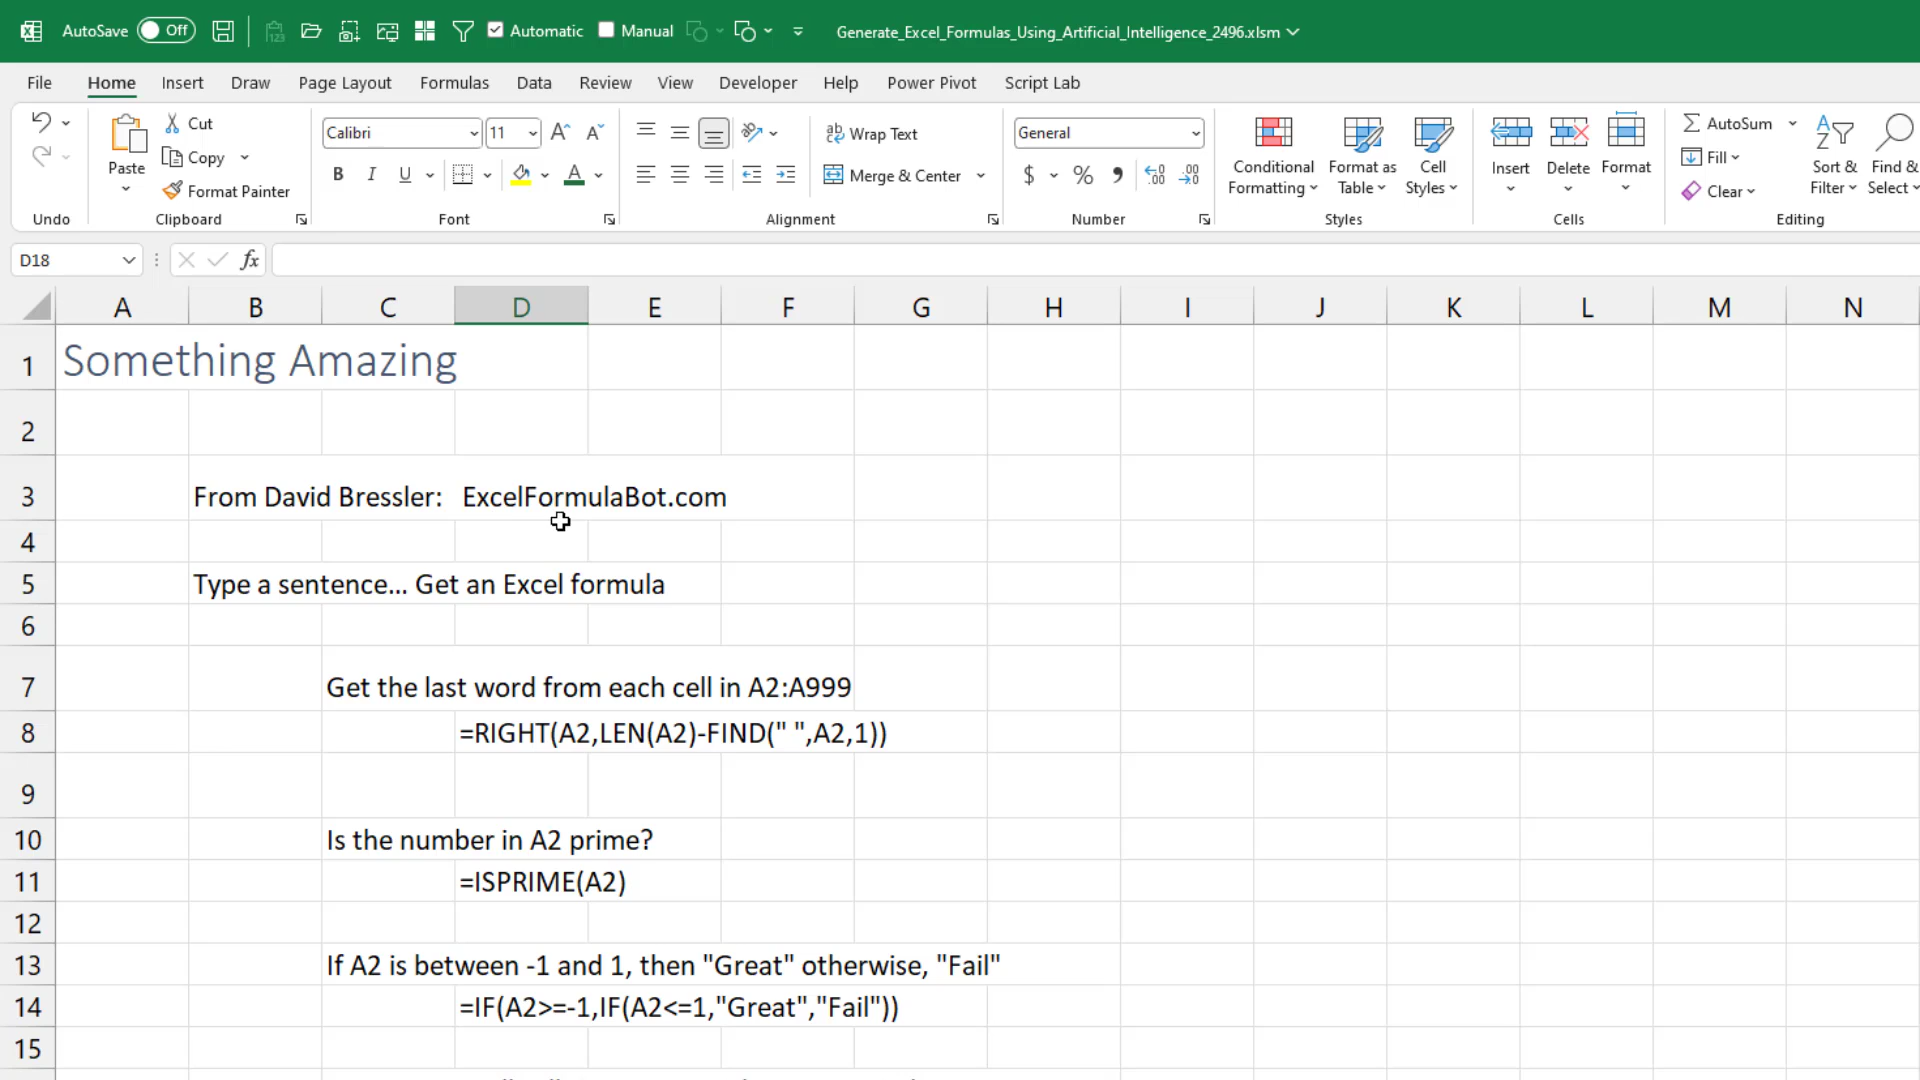 AutoSave Off Automatic Manual Generate_Excel_Formulas_Using_Artificial_Intelligence_2496.xlsm
File Home Insert Draw Page Layout Formulas Data Review View Developer Help Power Pivot Script Lab
Paste Cut Copy Format Painter
Calibri 11
B I U A
Wrap Text
Merge & Center
General
$ %
Conditional Formatting Format as Table Cell Styles
Insert Delete Format
AutoSum Fill Clear
Sort & Filter Find & Select
Undo Clipboard Font Alignment Number Styles Cells Editing
D18 fx
A B C D E F G H I J K L M N
1 Something Amazing
2
3 From David Bressler: ExcelFormulaBot.com
4
5 Type a sentence... Get an Excel formula
6
7 Get the last word from each cell in A2:A999
8 =RIGHT(A2,LEN(A2)-FIND(" ",A2,1))
9
10 Is the number in A2 prime?
11 =ISPRIME(A2)
12
13 If A2 is between -1 and 1, then "Great" otherwise, "Fail"
14 =IF(A2>=-1,IF(A2<=1,"Great","Fail"))
15